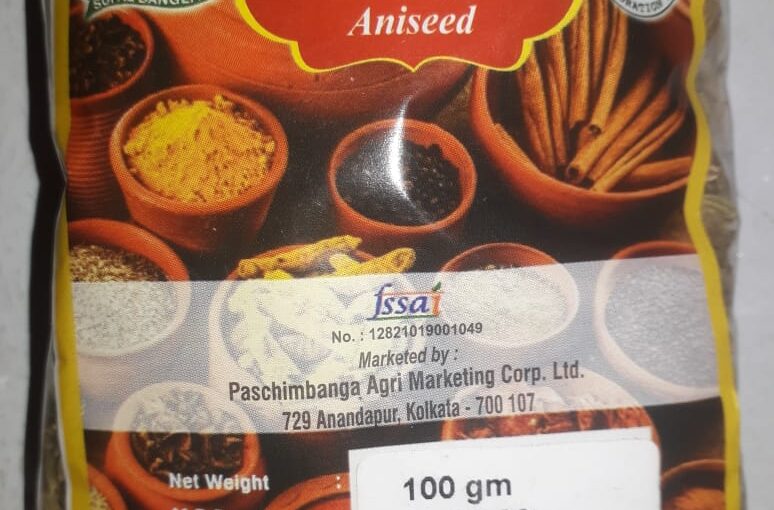 Aniseed
fssai
No. : 12821019001049
Marketed by :
Paschimbanga Agri Marketing Corp. Ltd.
729 Anandapur, Kolkata - 700 107
Net Weight : 100 gm